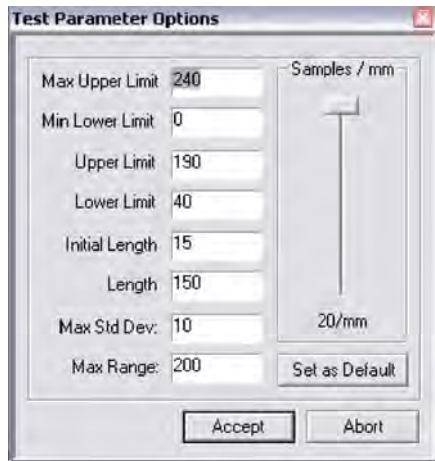 Test Parameter Options
Max Upper Limit 240
Min Lower Limit 0
Upper Limit 190
Lower Limit 40
Initial Length 15
Length 150
Max Std Dev: 10
Max Range: 200
Samples / mm
20/mm
Set as Default
Accept Abort